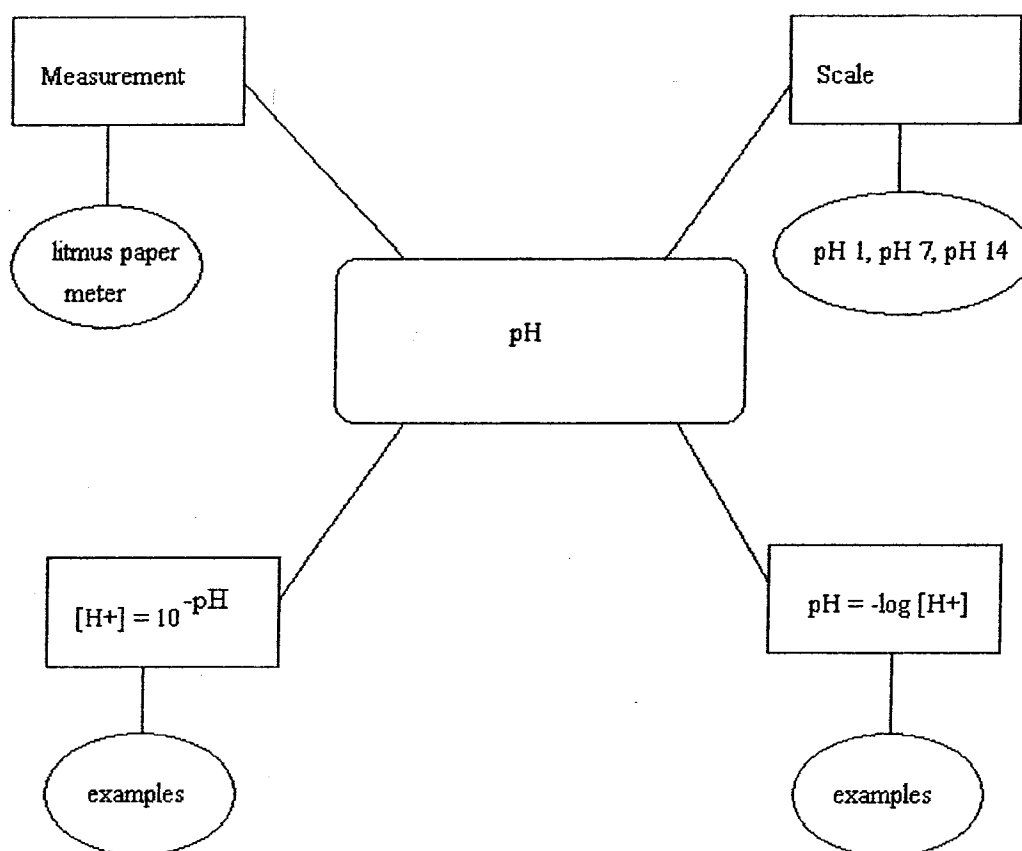 Measurement
Scale
litmus paper
meter
pH 1, pH 7, pH 14
pH
[H+] = 10^-pH
pH = -log [H+]
examples
examples